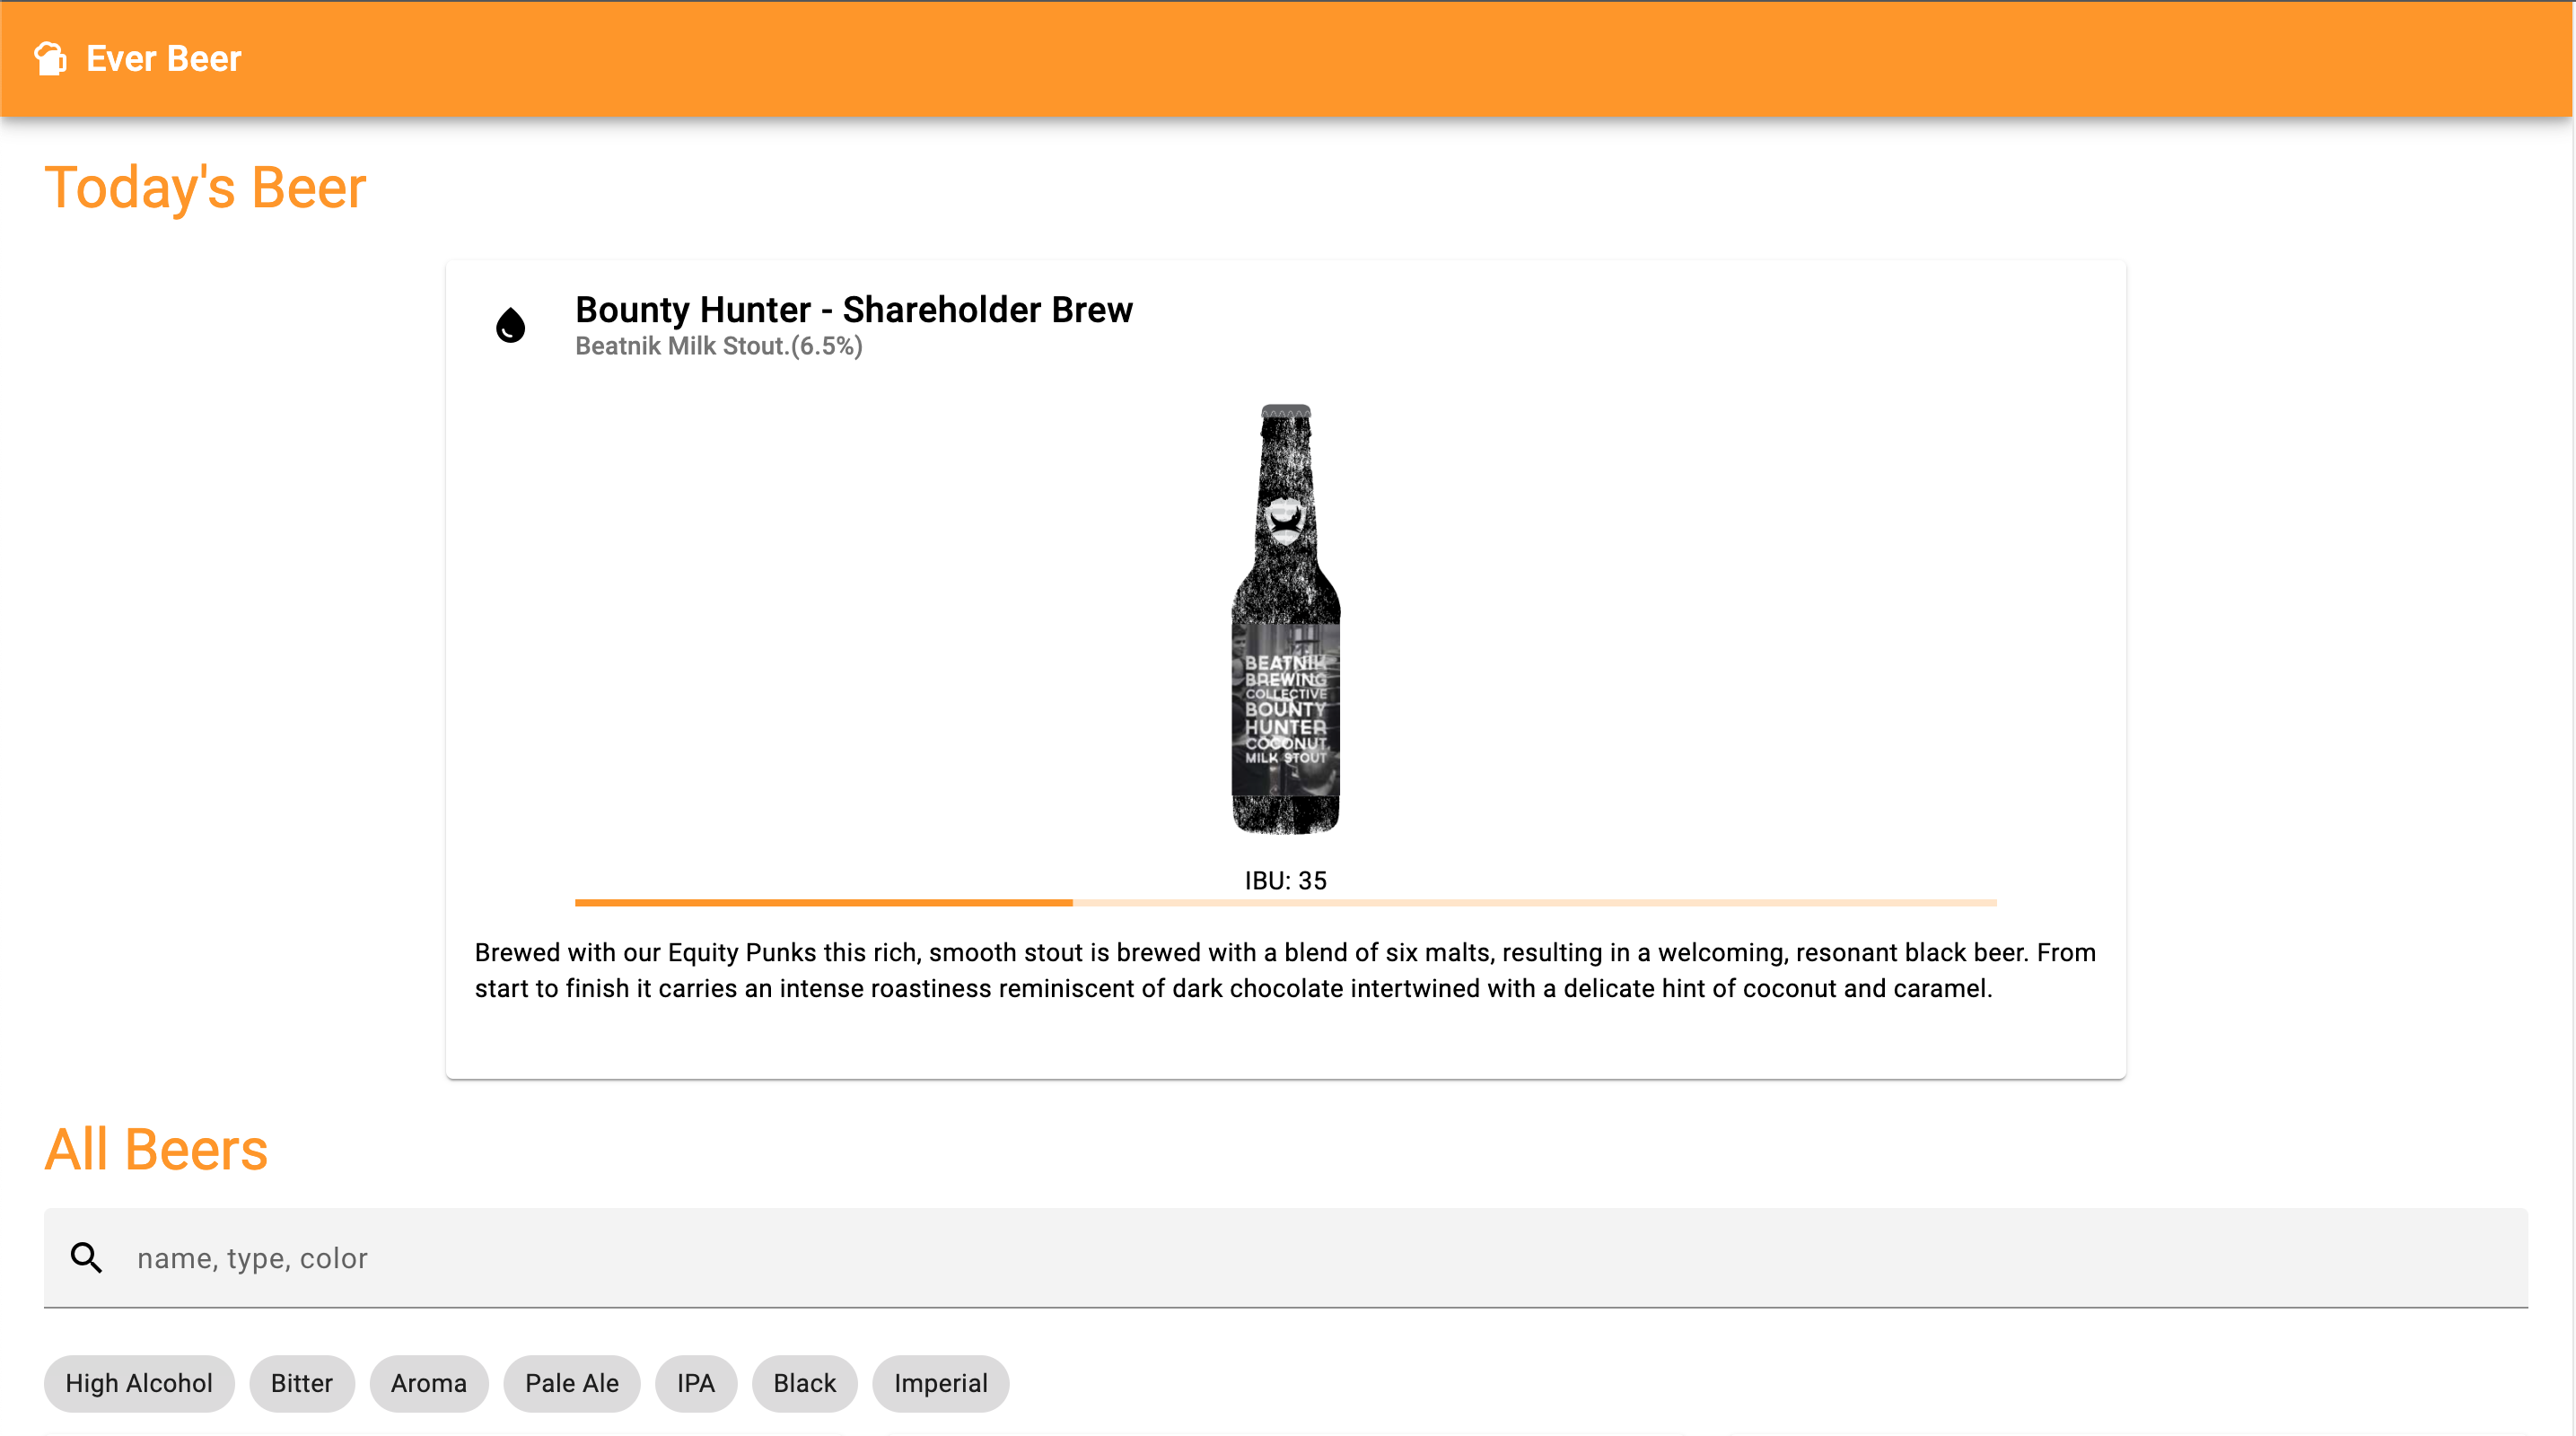 Ever Beer
Today's Beer
Bounty Hunter - Shareholder Brew
Beatnik Milk Stout.(6.5%)
BEATNIK
BREWING
COLLECTIVE
BOUNTY
HUNTER
COCONUT
MILK STOUT
IBU: 35
Brewed with our Equity Punks this rich, smooth stout is brewed with a blend of six malts, resulting in a welcoming, resonant black beer. From
start to finish it carries an intense roastiness reminiscent of dark chocolate intertwined with a delicate hint of coconut and caramel.
All Beers
name, type, color
High Alcohol Bitter Aroma Pale Ale IPA Black Imperial